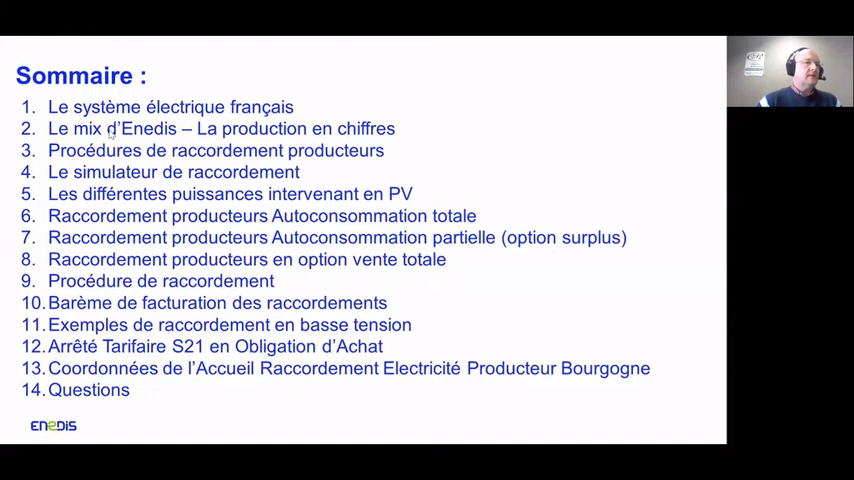 Sommaire :
1. Le système électrique français
2. Le mix d'Enedis – La production en chiffres
3. Procédures de raccordement producteurs
4. Le simulateur de raccordement
5. Les différentes puissances intervenant en PV
6. Raccordement producteurs Autoconsommation totale
7. Raccordement producteurs Autoconsommation partielle (option surplus)
8. Raccordement producteurs en option vente totale
9. Procédure de raccordement
10. Barème de facturation des raccordements
11. Exemples de raccordement en basse tension
12. Arrêté Tarifaire S21 en Obligation d'Achat
13. Coordonnées de l'Accueil Raccordement Electricité Producteur Bourgogne
14. Questions
ENEDIS